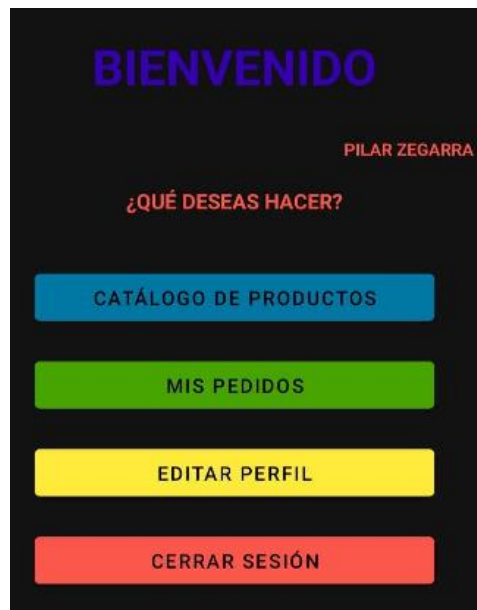 BIENVENIDO
PILAR ZEGARRA
¿QUÉ DESEAS HACER?
CATÁLOGO DE PRODUCTOS
MIS PEDIDOS
EDITAR PERFIL
CERRAR SESIÓN